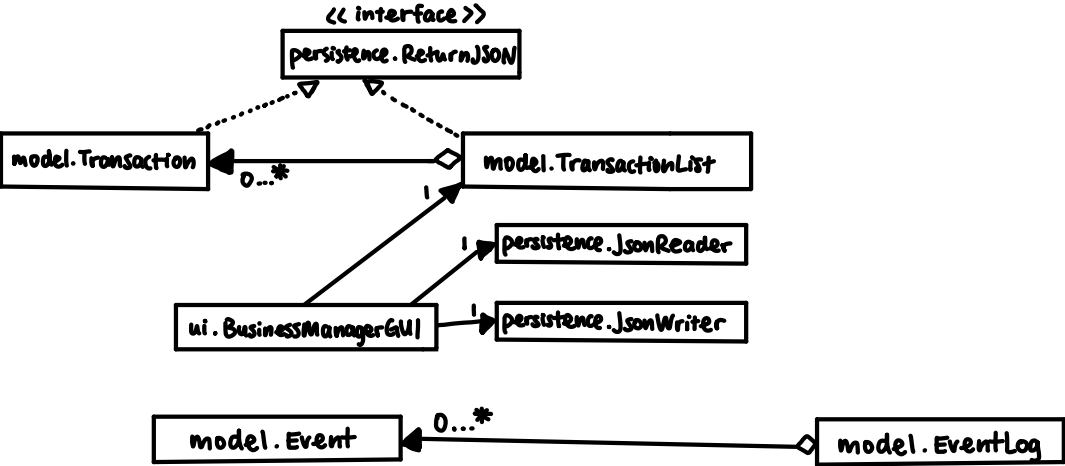 << interface >>
persistence.ReturnJSON
model.Transaction
model.TransactionList
0...*
1
1
persistence.JsonReader
1
persistence.JsonWriter
ui.BusinessManagerGUI
0...*
model.Event
model.EventLog